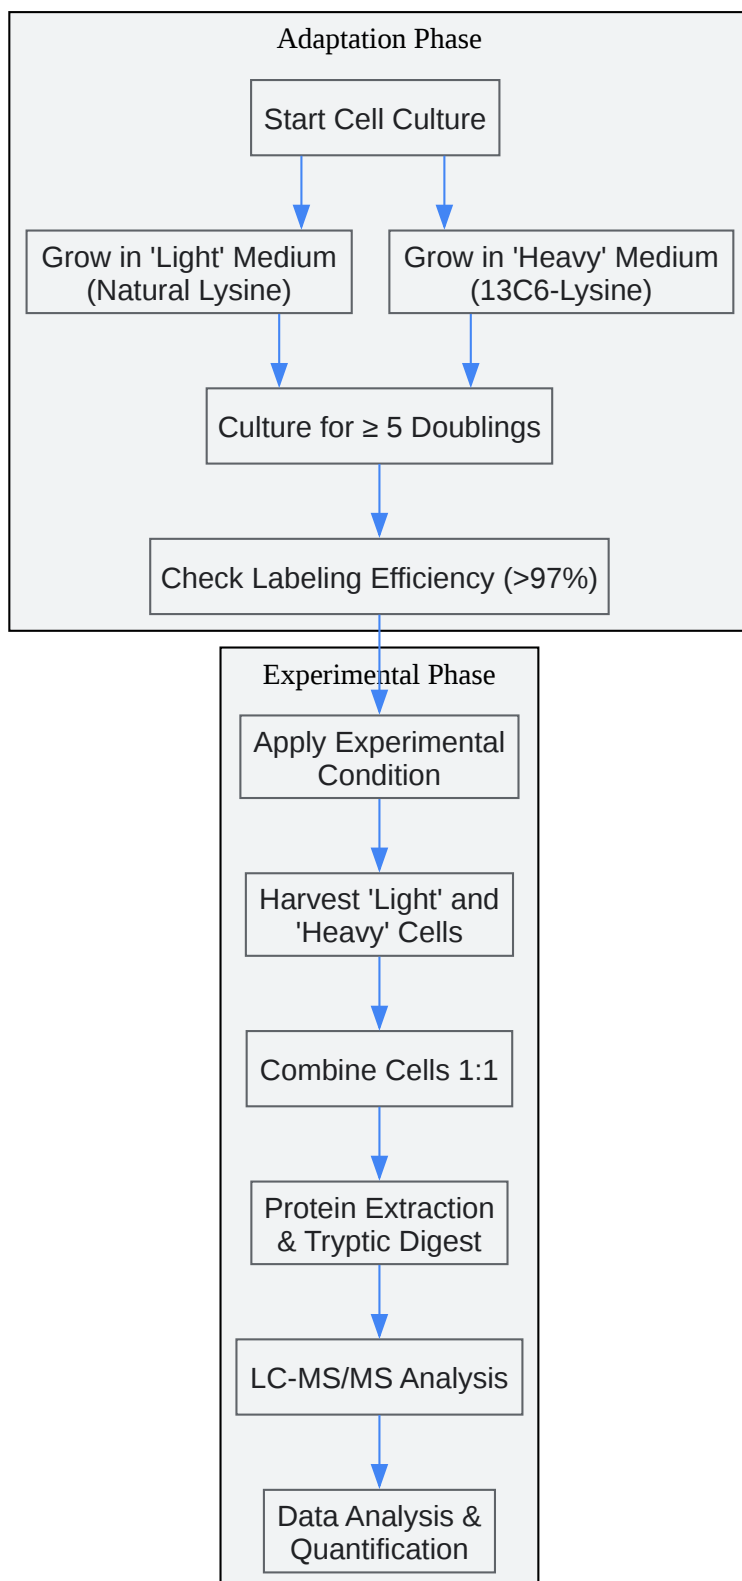 Adaptation Phase
Start Cell Culture
Grow in 'Light' Medium
(Natural Lysine)
Grow in 'Heavy' Medium
(13C6-Lysine)
Culture for ≥ 5 Doublings
Check Labeling Efficiency (>97%)
Experimental Phase
Apply Experimental
Condition
Harvest 'Light' and
'Heavy' Cells
Combine Cells 1:1
Protein Extraction
& Tryptic Digest
LC-MS/MS Analysis
Data Analysis &
Quantification